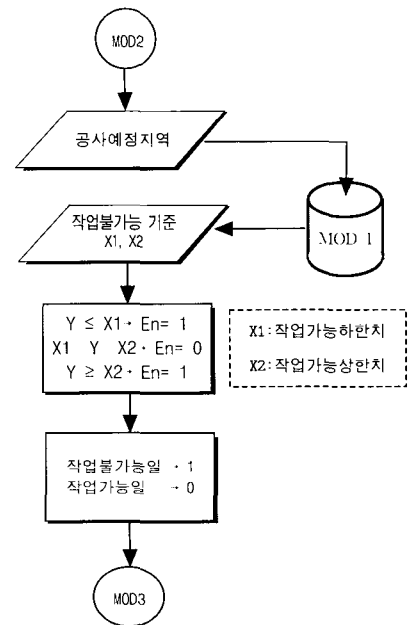 MOD2
공사예정지역
MOD 1
작업불가능 기준
X1, X2
Y ≤ X1→ En= 1
X1 Y X2→ En= 0
Y ≥ X2→ En= 1
X1:작업가능하한치
X2:작업가능상한치
작업불가능일 → 1
작업가능일 → 0
MOD3